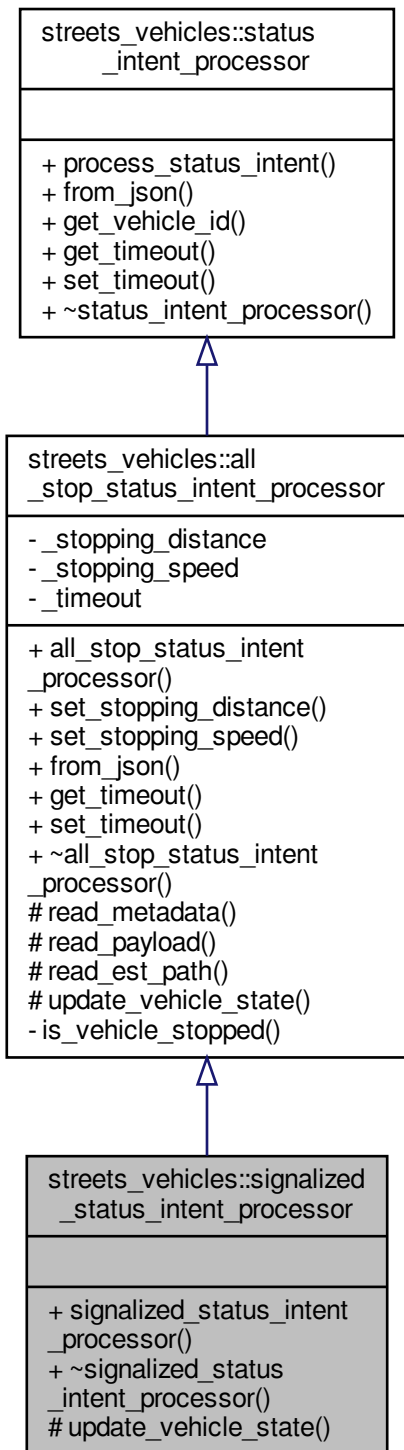 streets_vehicles::status
_intent_processor
+ process_status_intent()
+ from_json()
+ get_vehicle_id()
+ get_timeout()
+ set_timeout()
+ ~status_intent_processor()
streets_vehicles::all
_stop_status_intent_processor
- _stopping_distance
- _stopping_speed
- _timeout
+ all_stop_status_intent
_processor()
+ set_stopping_distance()
+ set_stopping_speed()
+ from_json()
+ get_timeout()
+ set_timeout()
+ ~all_stop_status_intent
_processor()
# read_metadata()
# read_payload()
# read_est_path()
# update_vehicle_state()
- is_vehicle_stopped()
streets_vehicles::signalized
_status_intent_processor
+ signalized_status_intent
_processor()
+ ~signalized_status
_intent_processor()
# update_vehicle_state()